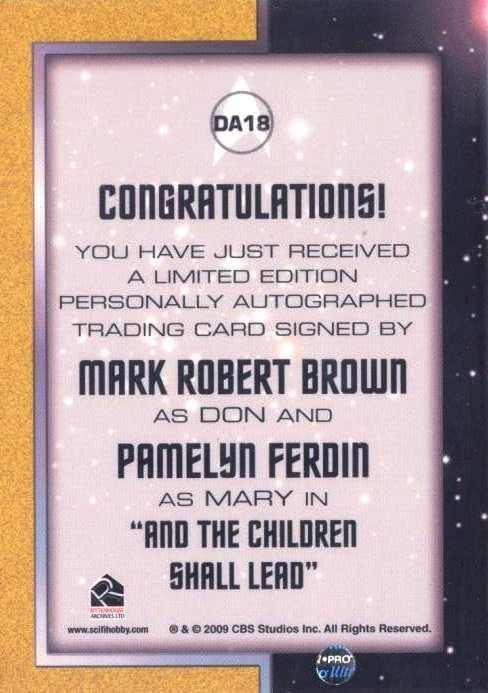 DA18
CONGRATULATIONS!
YOU HAVE JUST RECEIVED
A LIMITED EDITION
PERSONALLY AUTOGRAPHED
TRADING CARD SIGNED BY
MARK ROBERT BROWN
AS DON AND
PAMELYN FERDIN
AS MARY IN
“AND THE CHILDREN
SHALL LEAD”
RITTENHOUSE
ARCHIVES LTD
www.scifihobby.com ® & © 2009 CBS Studios Inc. All Rights Reserved.
PRO